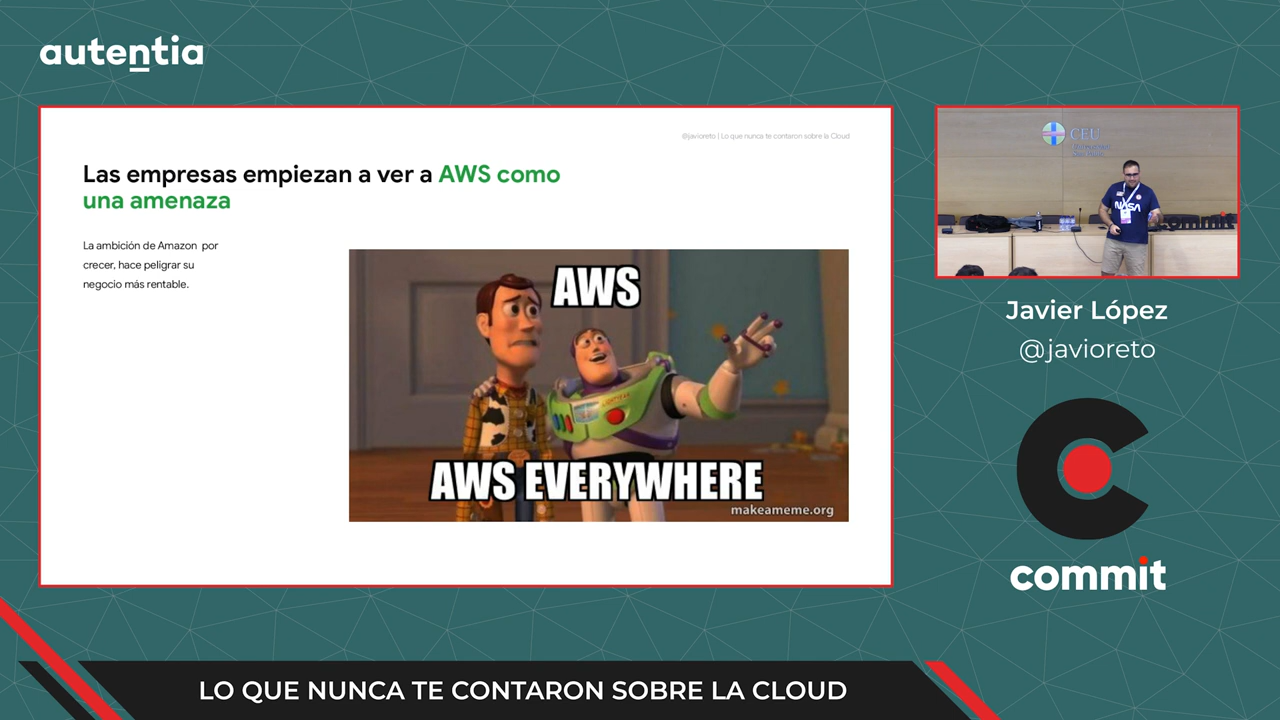 autentia
@javioreto | Lo que nunca te contaron sobre la Cloud
Las empresas empiezan a ver a AWS como
una amenaza
La ambición de Amazon por
crecer, hace peligrar su
negocio más rentable.
AWS
LIGHTYEAR
AWS EVERYWHERE
makeameme.org
CEU
NASA
commit
Javier López
@javioreto
commit
LO QUE NUNCA TE CONTARON SOBRE LA CLOUD